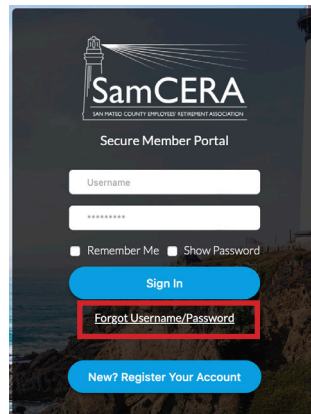 SamCERA
SAN MATEO COUNTY EMPLOYEES' RETIREMENT ASSOCIATION
Secure Member Portal
Username
*********
Remember Me Show Password
Sign In
Forgot Username/Password
New? Register Your Account